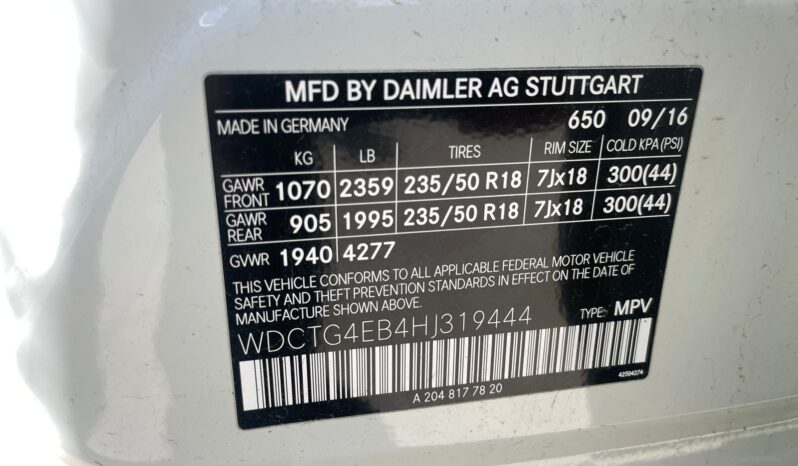 MFD BY DAIMLER AG STUTTGART
MADE IN GERMANY 650 09/16
KG LB TIRES RIM SIZE COLD KPA (PSI)
GAWR FRONT 1070 2359 235/50 R18 7Jx18 300(44)
GAWR REAR 905 1995 235/50 R18 7Jx18 300(44)
GVWR 1940 4277
THIS VEHICLE CONFORMS TO ALL APPLICABLE FEDERAL MOTOR VEHICLE
SAFETY AND THEFT PREVENTION STANDARDS IN EFFECT ON THE DATE OF
MANUFACTURE SHOWN ABOVE.
WDCTG4EB4HJ319444 TYPE: MPV
A 204 817 78 20 42504274